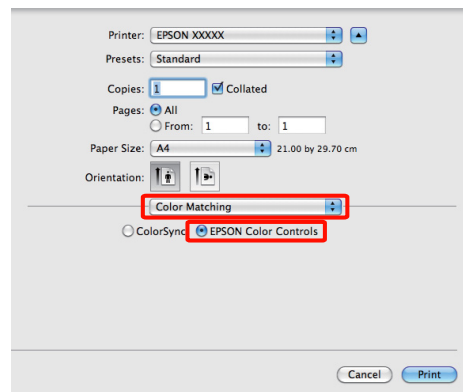 Printer: EPSON XXXXX
Presets: Standard
Copies: 1 Collated
Pages: All
From: 1 to: 1
Paper Size: A4 21.00 by 29.70 cm
Orientation:
Color Matching
ColorSync EPSON Color Controls
Cancel Print